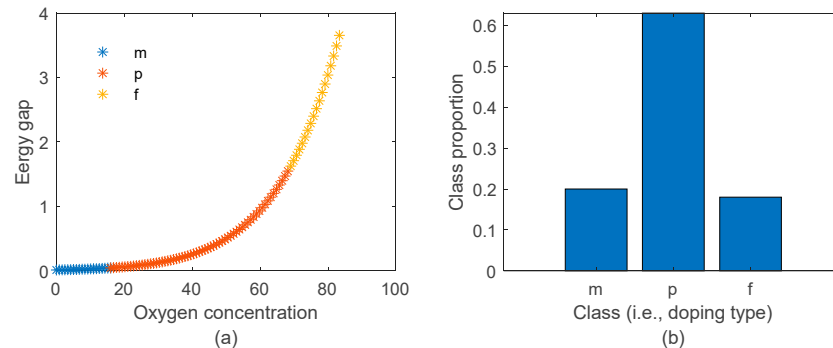 4
3
2
1
0
Eergy gap
m
p
f
0 20 40 60 80 100
Oxygen concentration
(a)
0.6
0.5
0.4
0.3
0.2
0.1
0
Class proportion
m p f
Class (i.e., doping type)
(b)